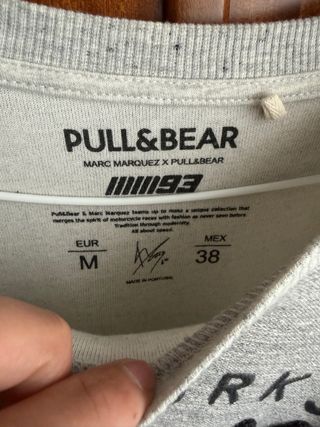 PULL&BEAR
MARC MARQUEZ X PULL&BEAR
93
Pull&Bear & Marc Marquez teams up to make a unique collection that
merges the spirit of motorcycle races with fashion as never seen before.
Tradition through modernity.
All about speed.
EUR
M
MEX
38
MADE IN PORTUGAL
RKS